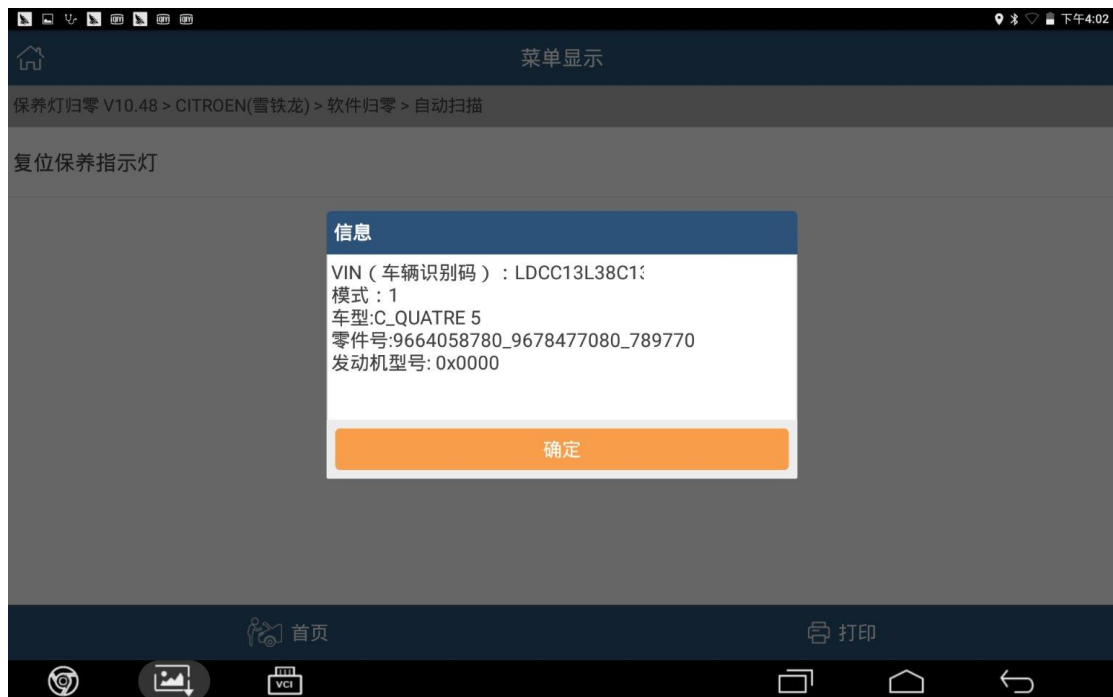 下午4:02
菜单显示
保养灯归零 V10.48 > CITROEN(雪铁龙) > 软件归零 > 自动扫描
复位保养指示灯
信息
VIN（车辆识别码）: LDCC13L38C1
模式：1
车型:C_QUATRE 5
零件号:9664058780_9678477080_789770
发动机型号: 0x0000
确定
首页
打印
VCI